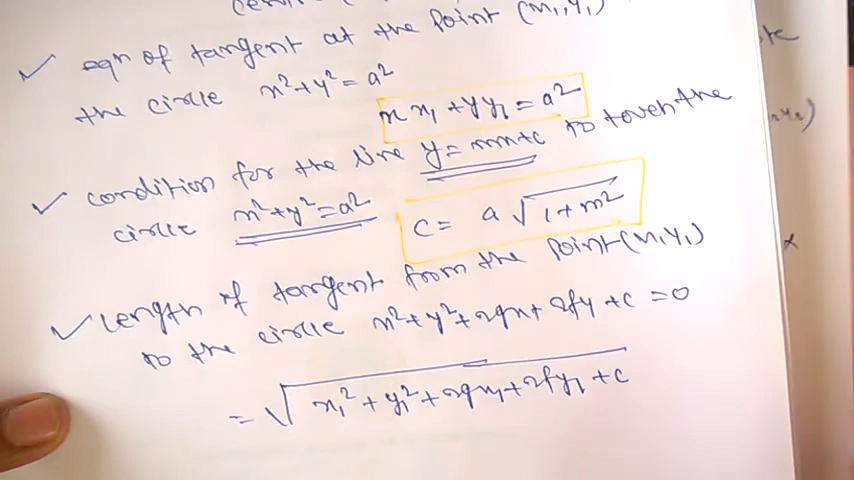 eqn of tangent at the point (x₁,y₁)
the circle x²+y²=a²
xx₁+yy₁=a²
condition for the line y=mx+c to touch the
circle x²+y²=a² c= a√1+m²
length of tangent from the point(x₁y₁)
to the circle x²+y²+2gx+2fy+c=0
=√x₁²+y₁²+2gx₁+2fy₁+c